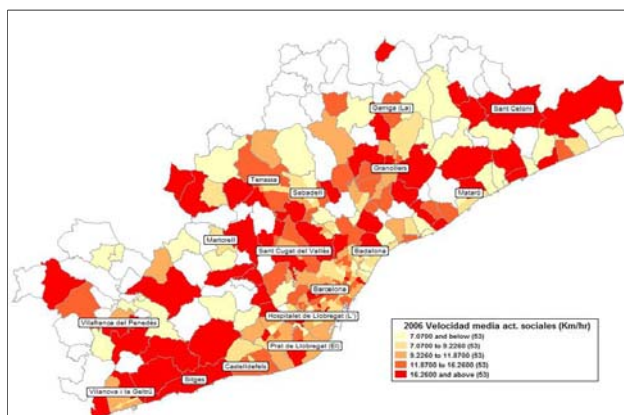 Garriga (La)
Sant Celoni
Granollers
Terrassa
Sabadell
Mataró
Martorell
Sant Cugat del Vallès
Badalona
Barcelona
Vilafranca del Penedès
Hospitalet de Llobregat (L')
Prat de Llobregat (El)
Castelldefels
Sitges
Vilanova i la Geltrú
2006 Velocidad media act. sociales (Km/hr)
7.0700 and below (53)
7.0700 to 9.2260 (53)
9.2260 to 11.8700 (53)
11.8700 to 16.2600 (53)
16.2600 and above (53)